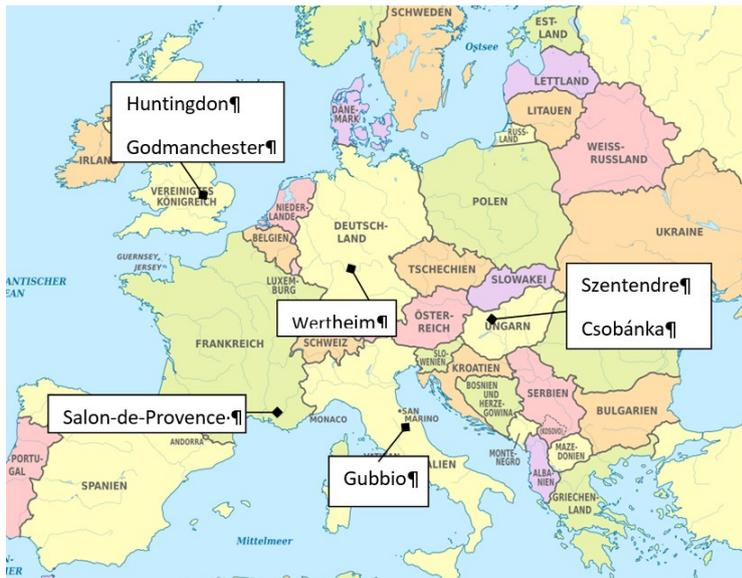 SCHWEDEN
EST-
LAND
Ostsee
LETTLAND
DÄNE-
MARK
LITAUEN
RUSS-
LAND
WEISS-
RUSSLAND
Huntingdon¶
Godmanchester¶
IRLAND
VEREINIGTES
KÖNIGREICH
NIEDER-
LANDE
BELGIEN
DEUTSCH-
LAND
POLEN
UKRAINE
GUERNSEY,
JERSEY
LUXEM-
BURG
TSCHECHIEN
SLOWAKEI
ANTISCHER
EAN
Szentendre¶
Csobánka¶
Wertheim¶
ÖSTER-
REICH
UNGARN
FRANKREICH
SCHWEIZ
SLO-
WENIEN
KROATIEN
BOSNIEN
UND
HERZE-
GOWINA
SERBIEN
BULGARIEN
Salon-de-Provence·¶
MONACO
SAN
MARINO
(KOSOVO)
ANDORRA
MONTE-
NEGRO
MAZE-
DONIEN
Gubbio¶
ALIEN
ALBA-
NIEN
GRIECHEN-
LAND
PORTU-
GAL
SPANIEN
Mittelmeer